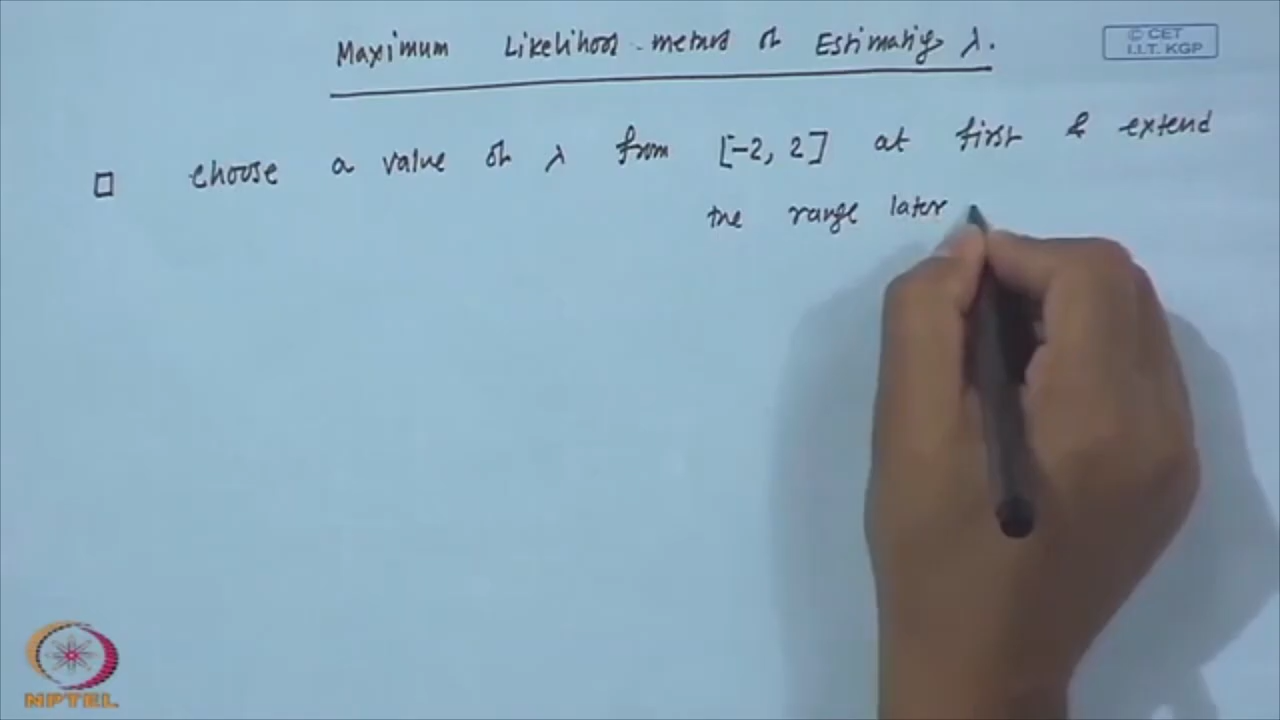 Maximum Likelihood method of Estimating λ.
© CET
I.I.T. KGP
□ choose a value of λ from [-2, 2] at first & extend
the range later
NPTEL